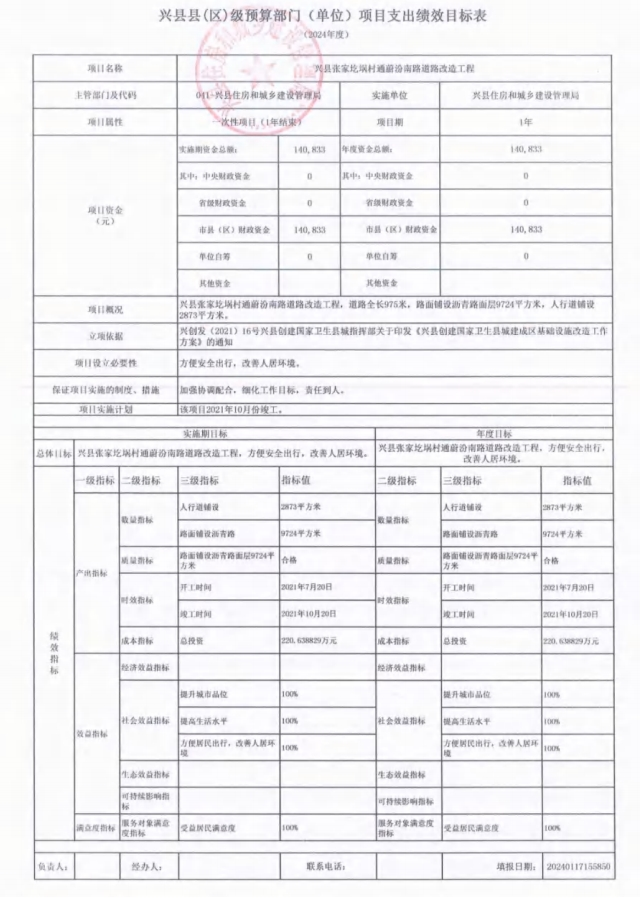 兴县县(区)级预算部门（单位）项目支出绩效目标表
（2024年度）
项目名称 兴县张家圪埚村通蔚汾南路道路改造工程
主管部门及代码 041-兴县住房和城乡建设管理局 实施单位 兴县住房和城乡建设管理局
项目属性 一次性项目（1年结束） 项目期 1年
项目资金（元） 实施期资金总额: 140,833 年度资金总额: 140,833
其中: 中央财政资金 0 其中: 中央财政资金 0
省级财政资金 0 省级财政资金 0
市县（区）财政资金 140,833 市县（区）财政资金 140,833
单位自筹 0 单位自筹 0
其他资金 其他资金
项目概况 兴县张家圪埚村通蔚汾南路道路改造工程，道路全长975米，路面铺设沥青路面层9724平方米，人行道铺设
2873平方米。
立项依据 兴创发（2021）16号兴县创建国家卫生县城指挥部关于印发《兴县创建国家卫生县城建成区基础设施改造工作
方案》的通知
项目设立必要性 方便安全出行，改善人居环境。
保证项目实施的制度、措施 加强协调配合，细化工作目标，责任到人。
项目实施计划 该项目2021年10月份竣工。
实施期目标 年度目标
总体目标 兴县张家圪埚村通蔚汾南路道路改造工程，方便安全出行，改善人居环境。 兴县张家圪埚村通蔚汾南路道路改造工程，方便安全出行，
改善人居环境。
绩效指标 一级指标 二级指标 三级指标 指标值 二级指标 三级指标 指标值
产出指标 数量指标 人行道铺设 2873平方米 数量指标 人行道铺设 2873平方米
路面铺设沥青路 9724平方米 路面铺设沥青路 9724平方米
质量指标 路面铺设沥青路面层9724平方米 合格 质量指标 路面铺设沥青路面层9724平方米 合格
时效指标 开工时间 2021年7月20日 时效指标 开工时间 2021年7月20日
竣工时间 2021年10月20日 竣工时间 2021年10月20日
成本指标 总投资 220.638829万元 成本指标 总投资 220.638829万元
效益指标 经济效益指标 经济效益指标
社会效益指标 提升城市品位 100% 社会效益指标 提升城市品位 100%
提高生活水平 100% 提高生活水平 100%
方便居民出行，改善人居环境 100% 方便居民出行，改善人居环境 100%
生态效益指标 生态效益指标
可持续影响指标 可持续影响指标
满意度指标 服务对象满意度指标 受益居民满意度 100% 服务对象满意度指标 受益居民满意度 100%
负责人: 经办人: 联系电话: 填报日期: 20240117155850